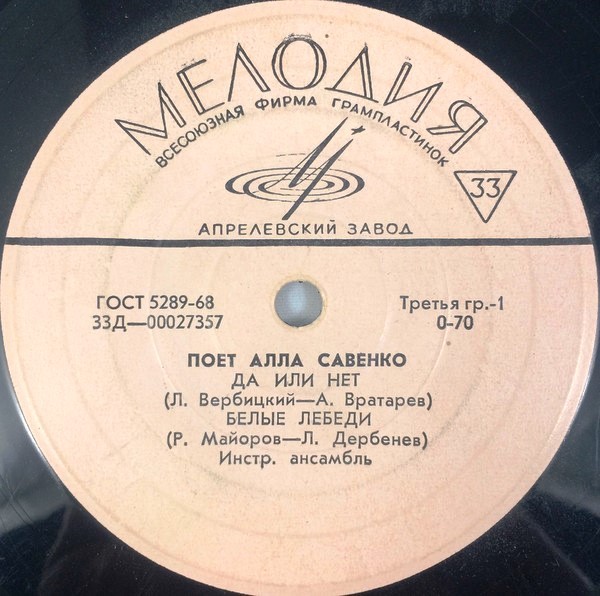 МЕЛОДИЯ
ВСЕСОЮЗНАЯ ФИРМА ГРАМПЛАСТИНОК
33
АПРЕЛЕВСКИЙ ЗАВОД
ГОСТ 5289-68
33Д—00027357
Третья гр.-1
0-70
ПОЕТ АЛЛА САВЕНКО
ДА ИЛИ НЕТ
(Л. Вербицкий—А. Вратарев)
БЕЛЫЕ ЛЕБЕДИ
(Р. Майоров—Л. Дербенев)
Инстр. ансамбль